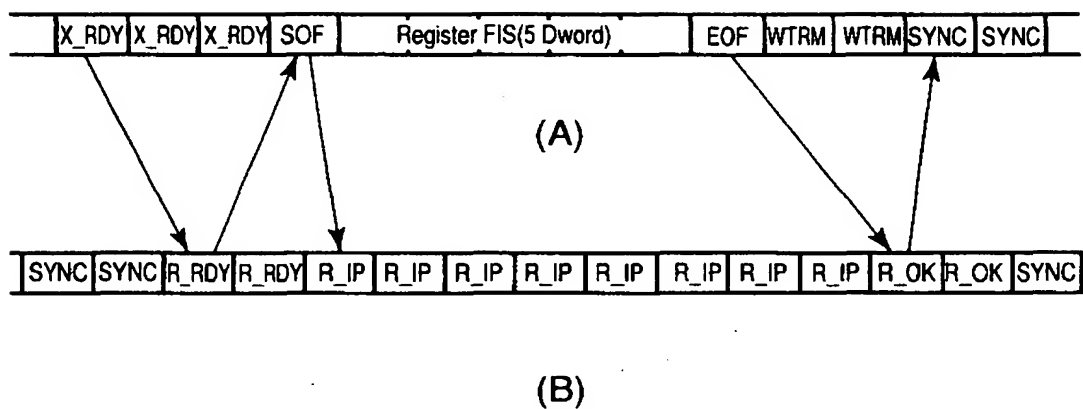 X_RDY X_RDY X_RDY SOF Register FIS(5 Dword) EOF WTRM WTRM SYNC SYNC
(A)
SYNC SYNC R_RDY R_RDY R_IP R_IP R_IP R_IP R_IP R_IP R_IP R_IP R_OK R_OK SYNC
(B)